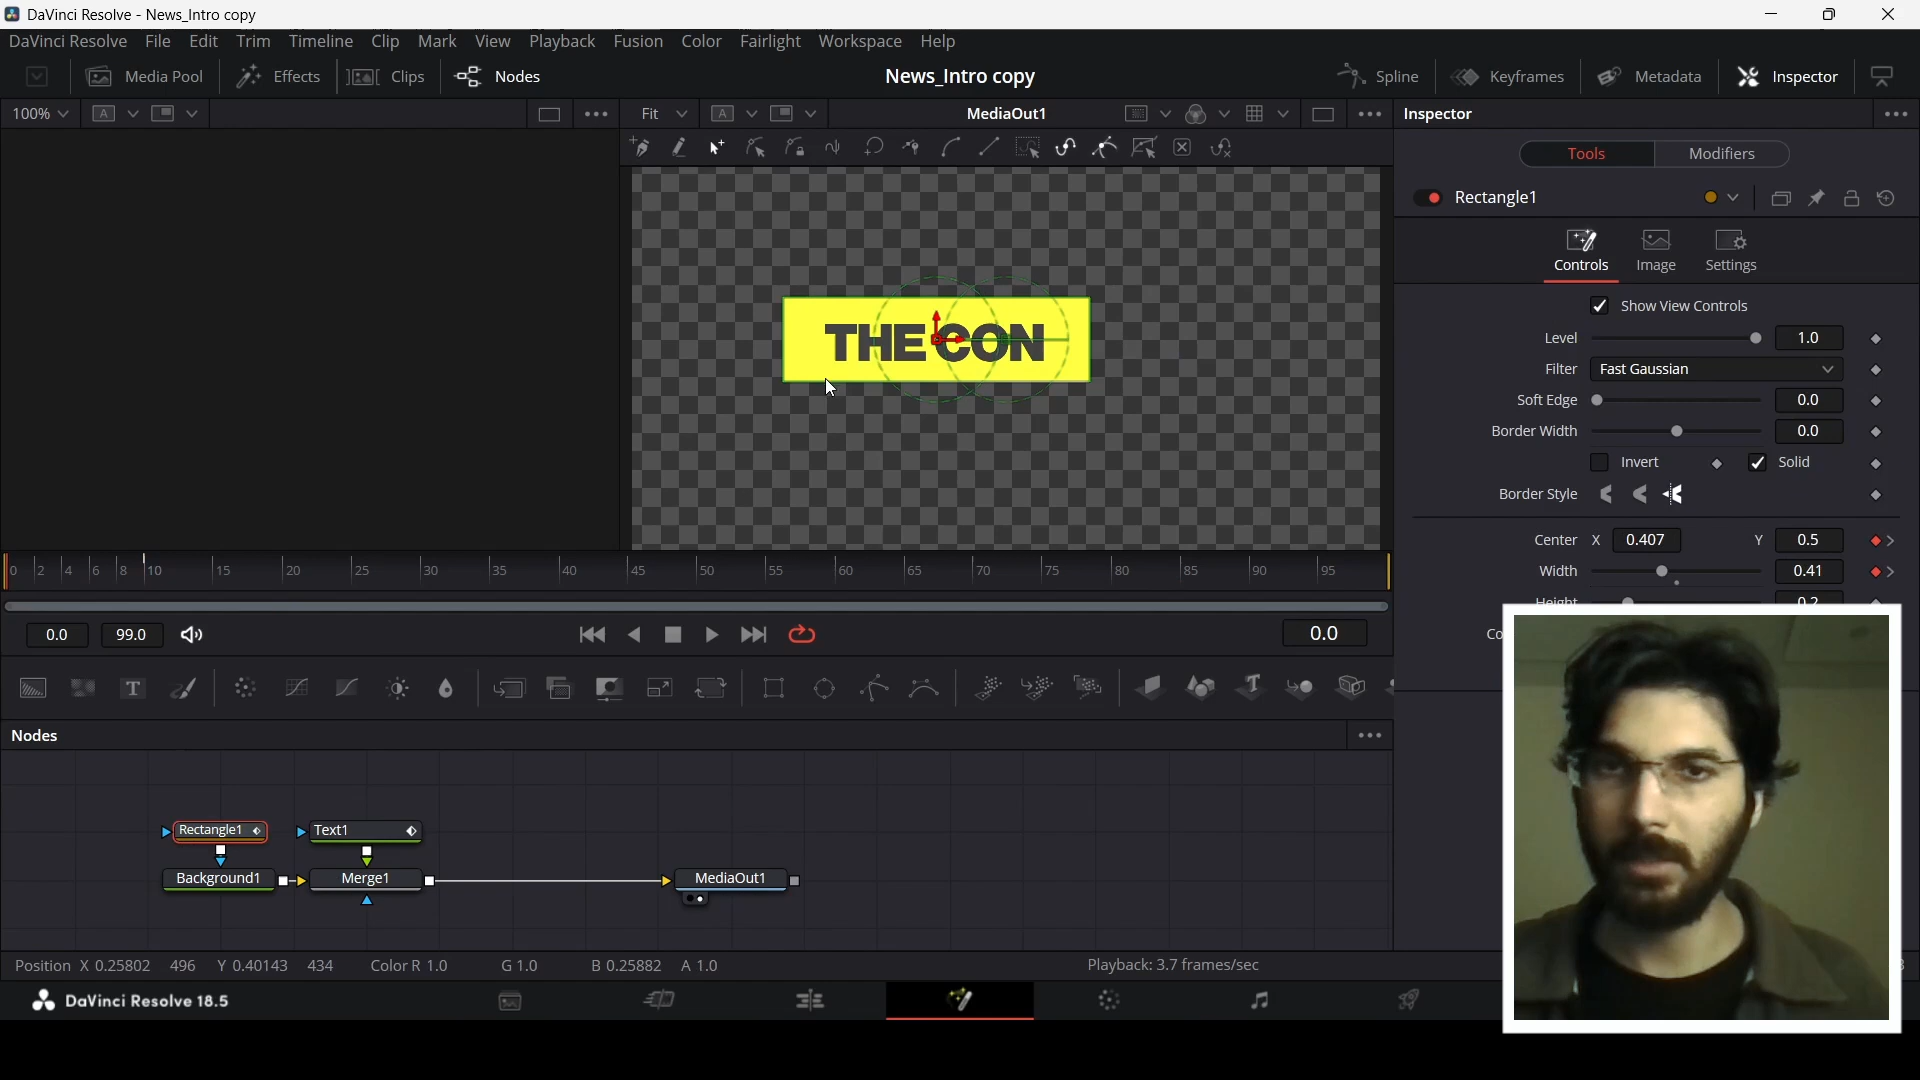 DaVinci Resolve - News_Intro copy
DaVinci Resolve File Edit Trim Timeline Clip Mark View Playback Fusion Color Fairlight Workspace Help
Media Pool Effects Clips Nodes News_Intro copy Spline Keyframes Metadata Inspector
100% A Fit A MediaOut1 Inspector
Tools Modifiers
Rectangle1
Controls Image Settings
Show View Controls
Level 1.0
THE CON
Filter Fast Gaussian
Soft Edge 0.0
Border Width 0.0
Invert Solid
Border Style
Center X 0.407 Y 0.5
0 2 4 6 8 10 15 20 25 30 35 40 45 50 55 60 65 70 75 80 85 90 95
Width 0.41
Height 0.2
0.0 99.0 0.0
Co
T
Nodes
Rectangle1 Text1
Background1 Merge1 MediaOut1
Position X 0.25802 496 Y 0.40143 434 Color R 1.0 G 1.0 B 0.25882 A 1.0 Playback: 3.7 frames/sec
DaVinci Resolve 18.5